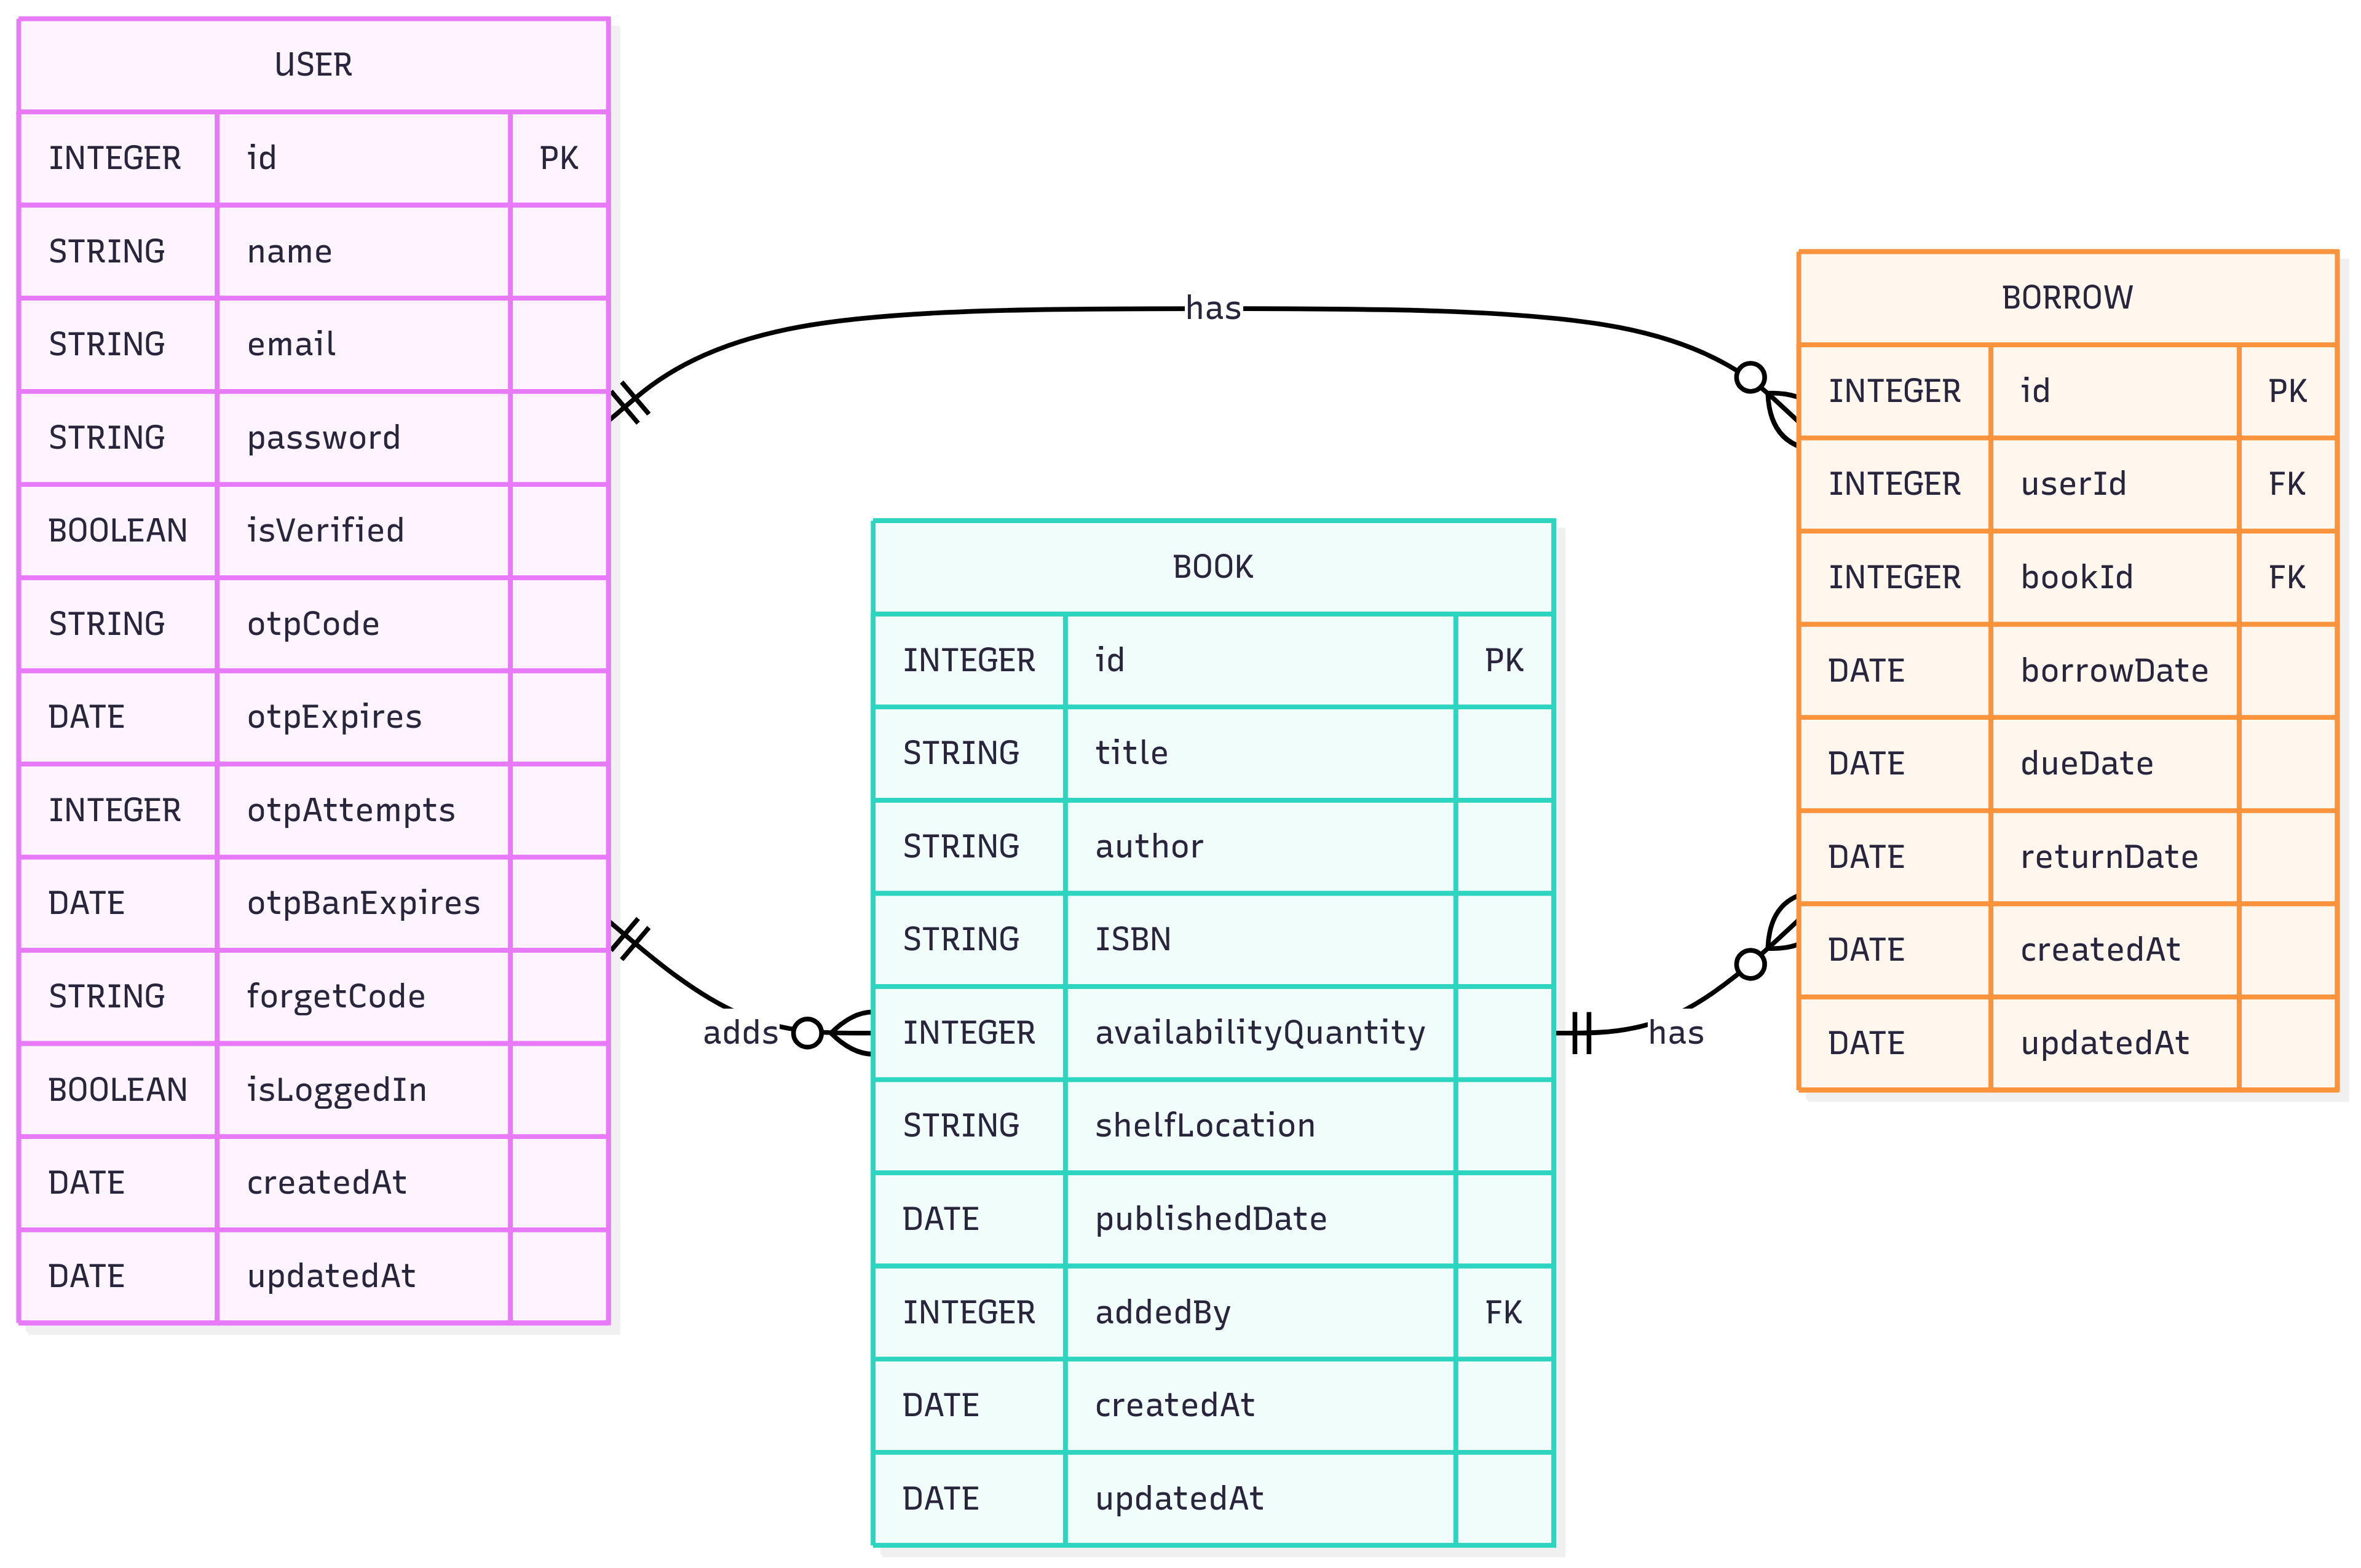 USER
INTEGER id PK
STRING name
STRING email
STRING password
BOOLEAN isVerified
STRING otpCode
DATE otpExpires
INTEGER otpAttempts
DATE otpBanExpires
STRING forgetCode
BOOLEAN isLoggedIn
DATE createdAt
DATE updatedAt
has
adds
BOOK
INTEGER id PK
STRING title
STRING author
STRING ISBN
INTEGER availabilityQuantity
STRING shelfLocation
DATE publishedDate
INTEGER addedBy FK
DATE createdAt
DATE updatedAt
has
BORROW
INTEGER id PK
INTEGER userId FK
INTEGER bookId FK
DATE borrowDate
DATE dueDate
DATE returnDate
DATE createdAt
DATE updatedAt